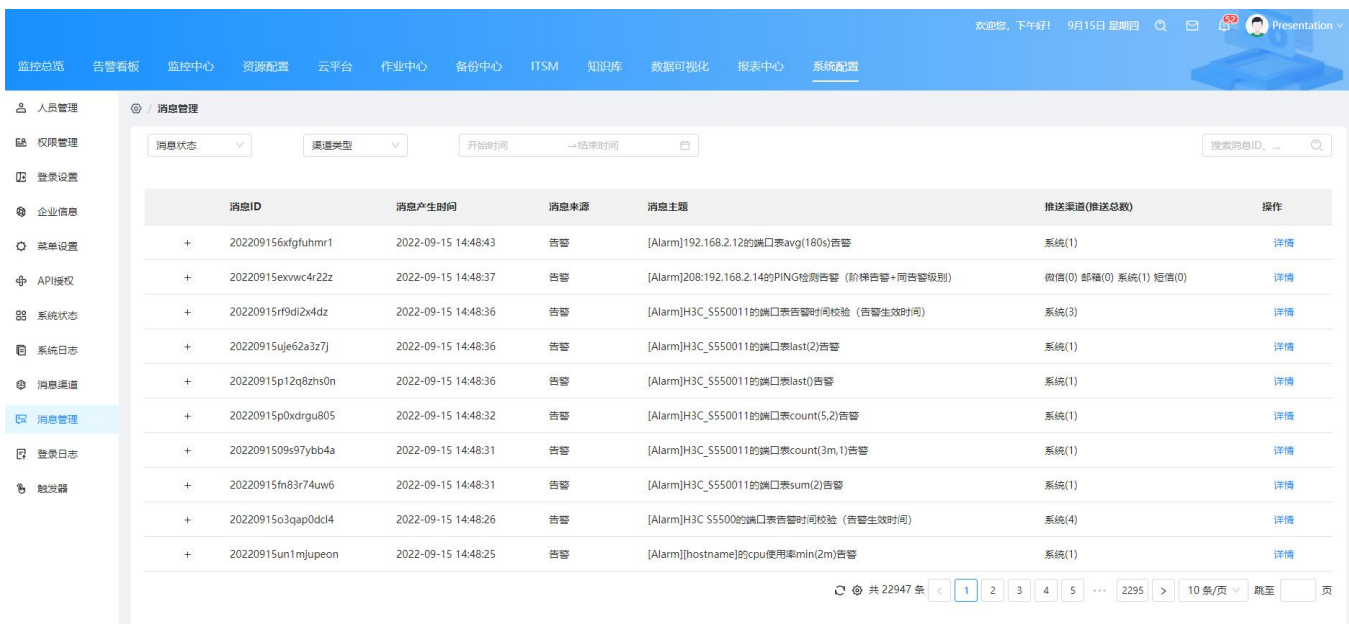 欢迎您，下午好！ 9月15日 星期四 52 Presentation
监控总览 告警看板 监控中心 资源配置 云平台 作业中心 备份中心 ITSM 知识库 数据可视化 报表中心 系统配置
人员管理 / 消息管理
权限管理 消息状态 渠道类型 开始时间 →结束时间 搜索消息ID、...
登录设置
企业信息 消息ID 消息产生时间 消息来源 消息主题 推送渠道(推送总数) 操作
菜单设置 + 202209156xfgfuhmr1 2022-09-15 14:48:43 告警 [Alarm]192.168.2.12的端口表avg(180s)告警 系统(1) 详情
API授权 + 20220915exvwc4r22z 2022-09-15 14:48:37 告警 [Alarm]208:192.168.2.14的PING检测告警（阶梯告警+同告警级别） 微信(0) 邮箱(0) 系统(1) 短信(0) 详情
系统状态 + 20220915rf9di2x4dz 2022-09-15 14:48:36 告警 [Alarm]H3C_S550011的端口表告警时间校验（告警生效时间） 系统(3) 详情
系统日志 + 20220915uje62a3z7j 2022-09-15 14:48:36 告警 [Alarm]H3C_S550011的端口表last(2)告警 系统(1) 详情
消息渠道 + 20220915p12q8zhs0n 2022-09-15 14:48:36 告警 [Alarm]H3C_S550011的端口表last()告警 系统(1) 详情
消息管理 + 20220915p0xdrgu805 2022-09-15 14:48:32 告警 [Alarm]H3C_S550011的端口表count(5,2)告警 系统(1) 详情
登录日志 + 2022091509s97ybb4a 2022-09-15 14:48:31 告警 [Alarm]H3C_S550011的端口表count(3m,1)告警 系统(1) 详情
触发器 + 20220915fn83r74uw6 2022-09-15 14:48:31 告警 [Alarm]H3C_S550011的端口表sum(2)告警 系统(1) 详情
+ 20220915o3qap0dcl4 2022-09-15 14:48:26 告警 [Alarm]H3C S5500的端口表告警时间校验（告警生效时间） 系统(4) 详情
+ 20220915un1mjupeon 2022-09-15 14:48:25 告警 [Alarm][hostname]的cpu使用率min(2m)告警 系统(1) 详情
共 22947 条 < 1 2 3 4 5 ··· 2295 > 10 条/页 跳至 页